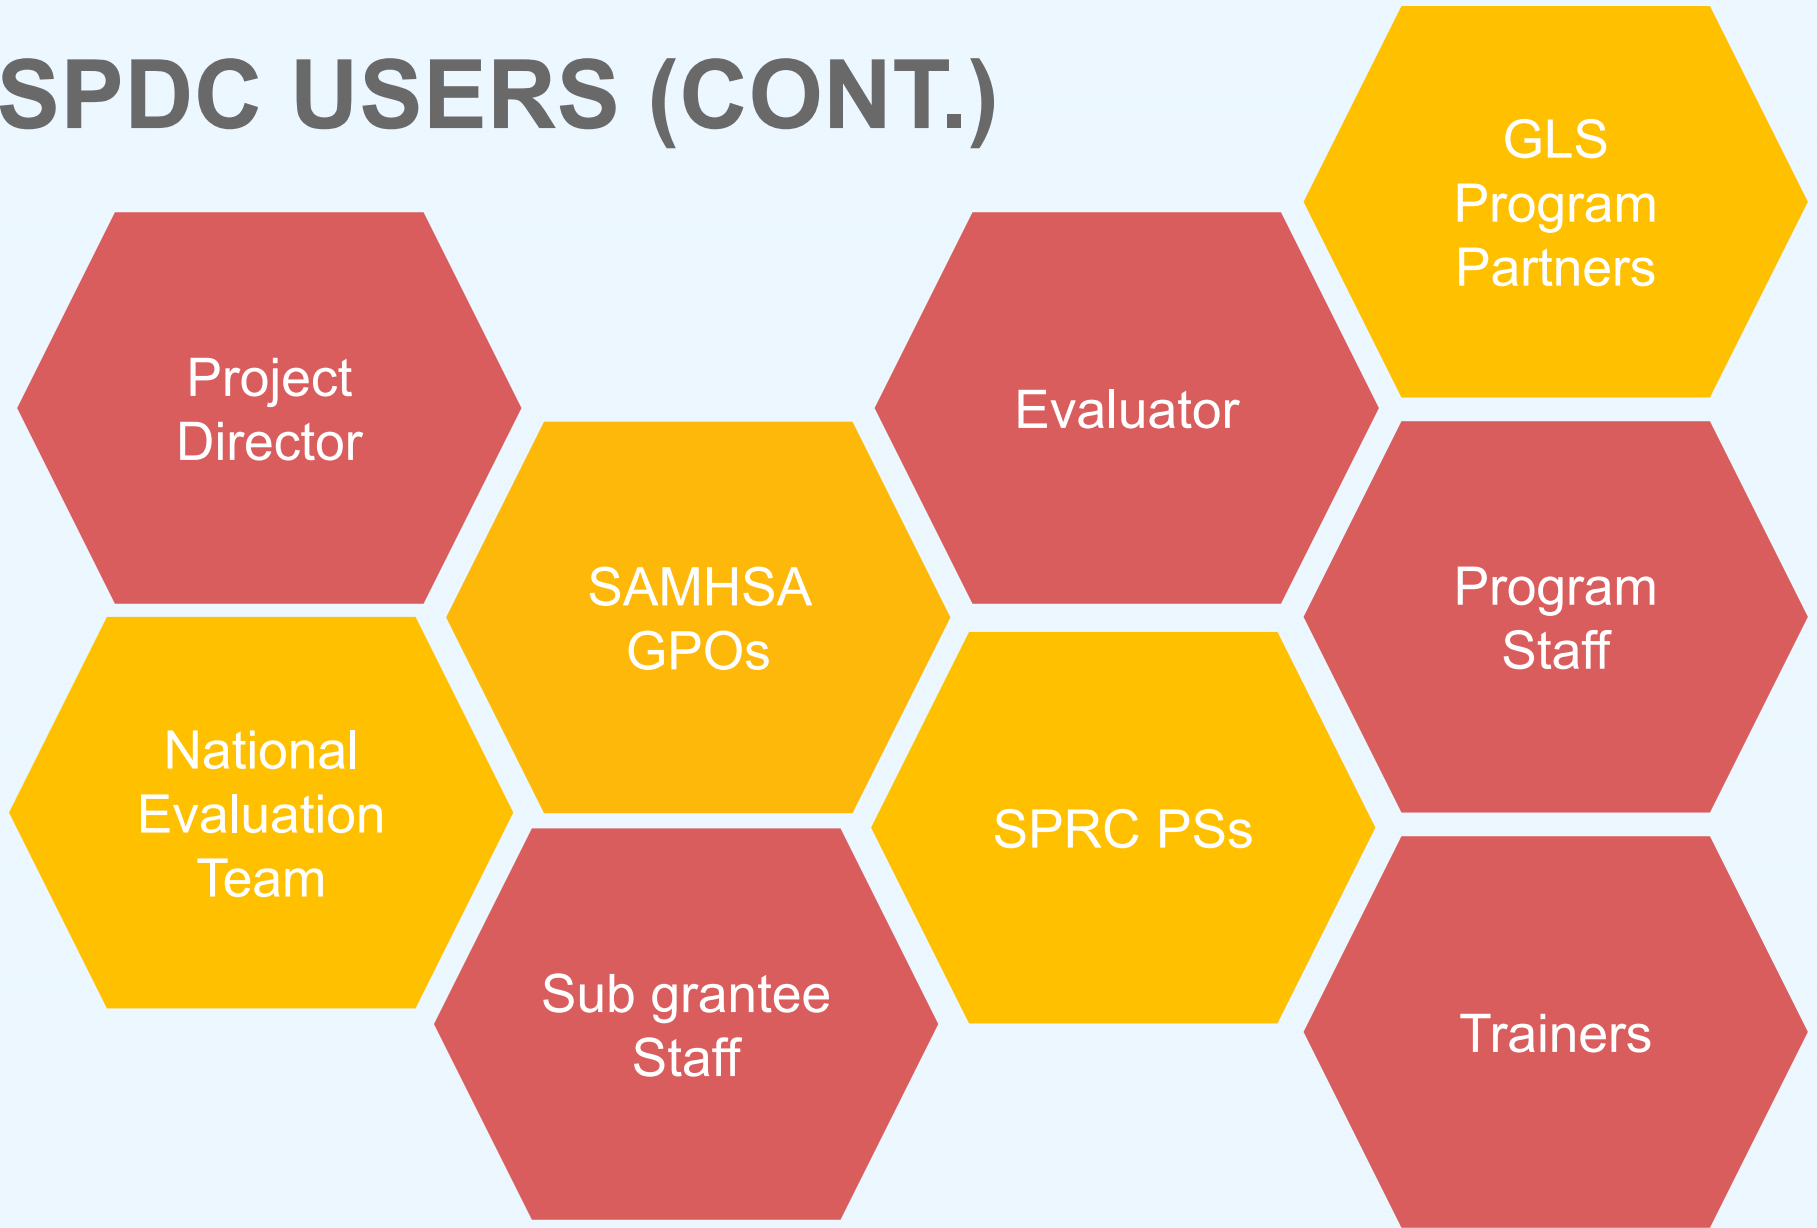 SPDC USERS (CONT.)
GLS
Program
Partners
Project
Director
Evaluator
SAMHSA
GPOs
Program
Staff
National
Evaluation
Team
SPRC PSs
Sub grantee
Staff
Trainers